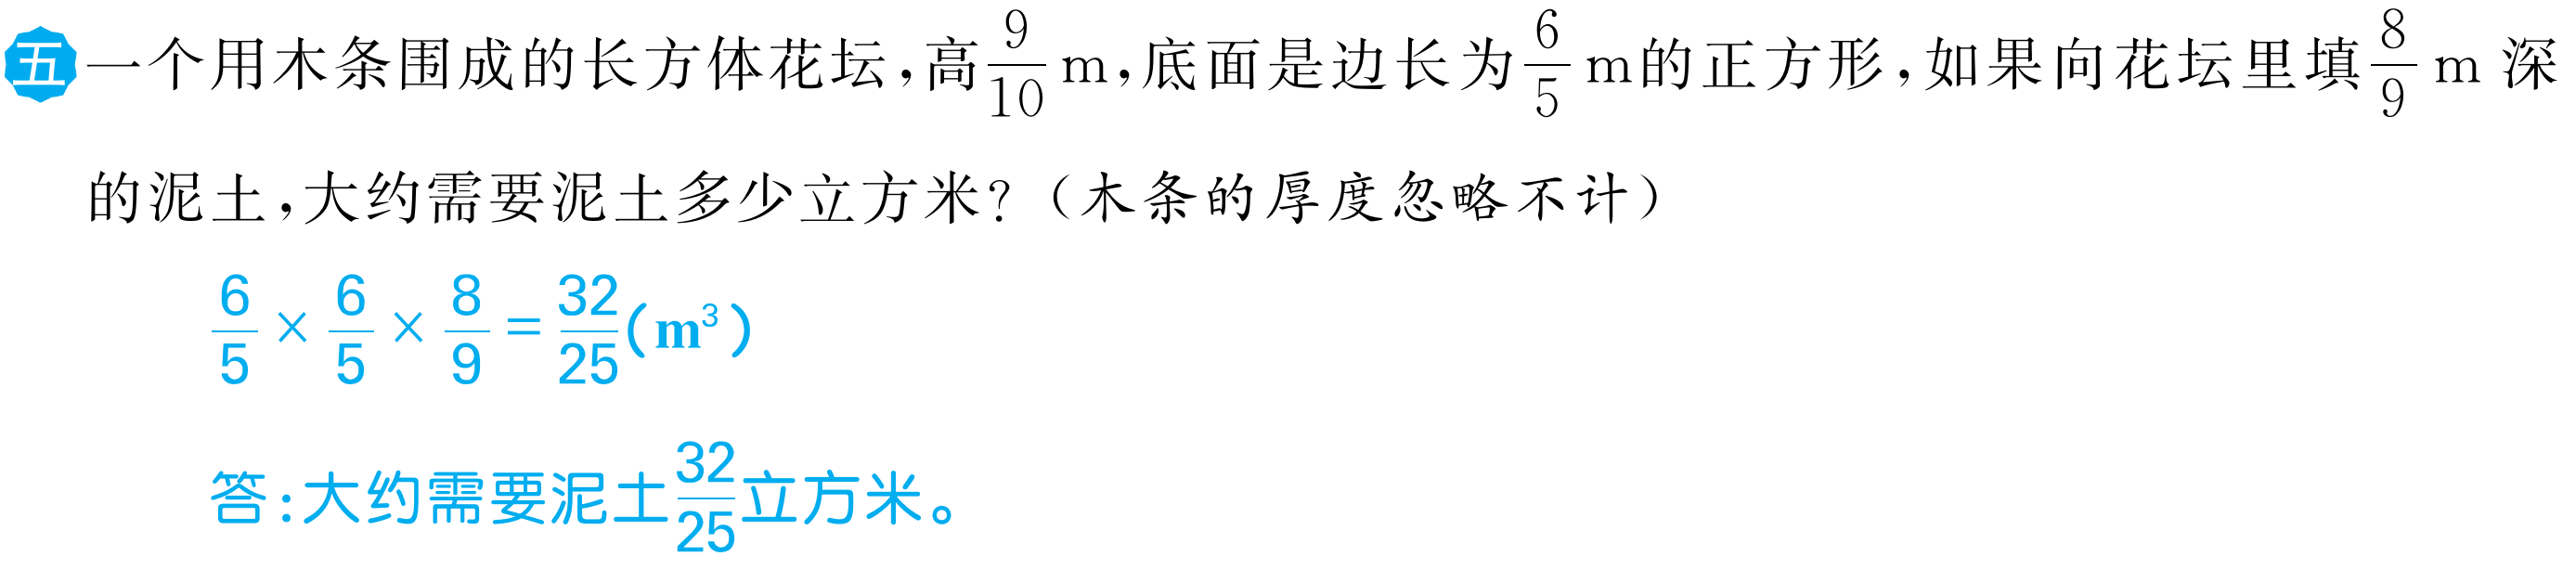 五 一个用木条围成的长方体花坛,高9/10 m,底面是边长为6/5 m的正方形,如果向花坛里填8/9 m 深
的泥土,大约需要泥土多少立方米?(木条的厚度忽略不计)
6/5 × 6/5 × 8/9 = 32/25(m³)
答:大约需要泥土32/25立方米。